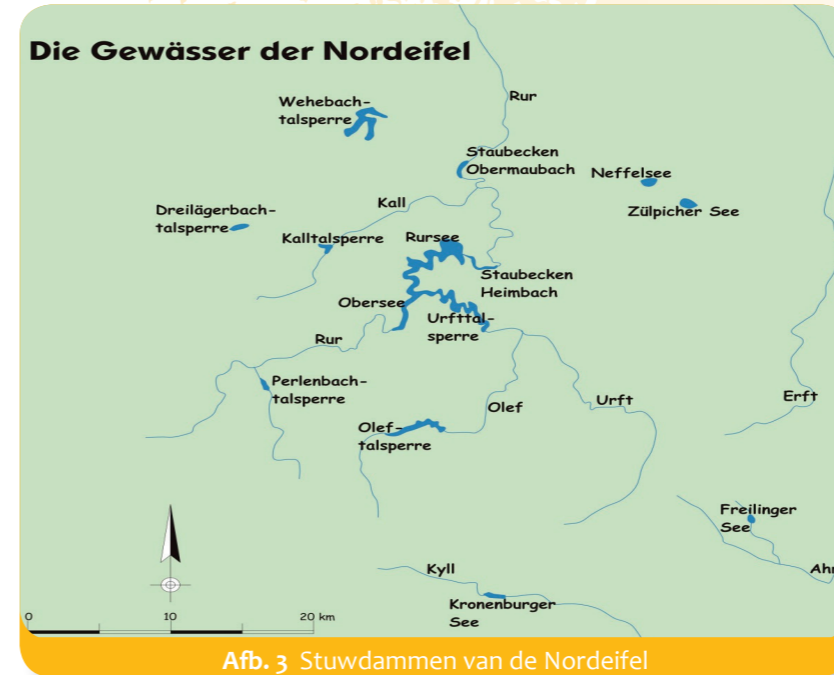 Die Gewässer der Nordeifel
Wehebach-
talsperre
Rur
Staubecken
Obermaubach
Neffelsee
Zülpicher See
Kall
Dreilägerbach-
talsperre
Kalltalsperre
Rursee
Staubecken
Heimbach
Obersee
Urfttal-
sperre
Rur
Perlenbach-
talsperre
Olef
Urft
Erft
Olef-
talsperre
Freilinger
See
Ahr
Kyll
Kronenburger
See
0 10 20 km
Afb. 3 Stuwdammen van de Nordeifel